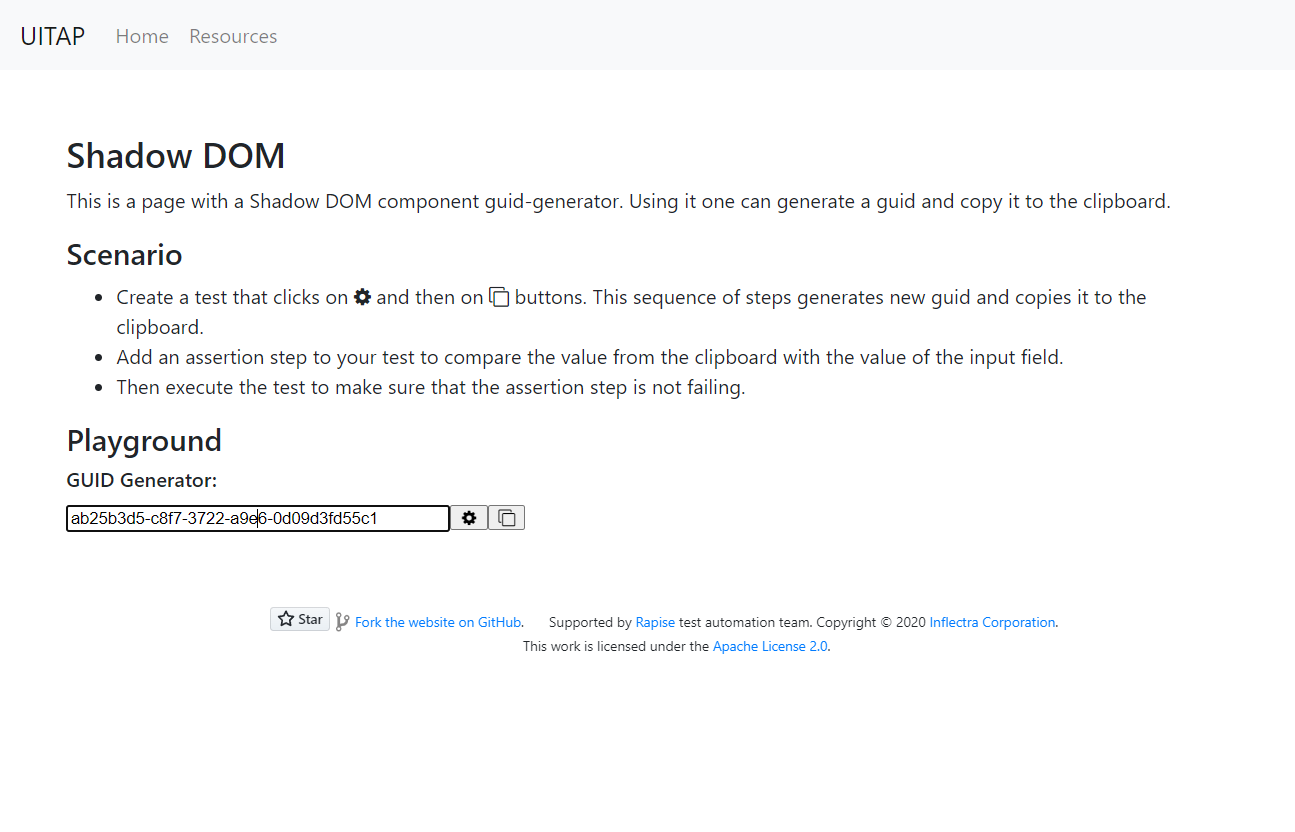 UITAP Home Resources
Shadow DOM
This is a page with a Shadow DOM component guid-generator. Using it one can generate a guid and copy it to the clipboard.
Scenario
Create a test that clicks on and then on buttons. This sequence of steps generates new guid and copies it to the
clipboard.
Add an assertion step to your test to compare the value from the clipboard with the value of the input field.
Then execute the test to make sure that the assertion step is not failing.
Playground
GUID Generator:
ab25b3d5-c8f7-3722-a9e6-0d09d3fd55c1
Star Fork the website on GitHub. Supported by Rapise test automation team. Copyright © 2020 Inflectra Corporation.
This work is licensed under the Apache License 2.0.